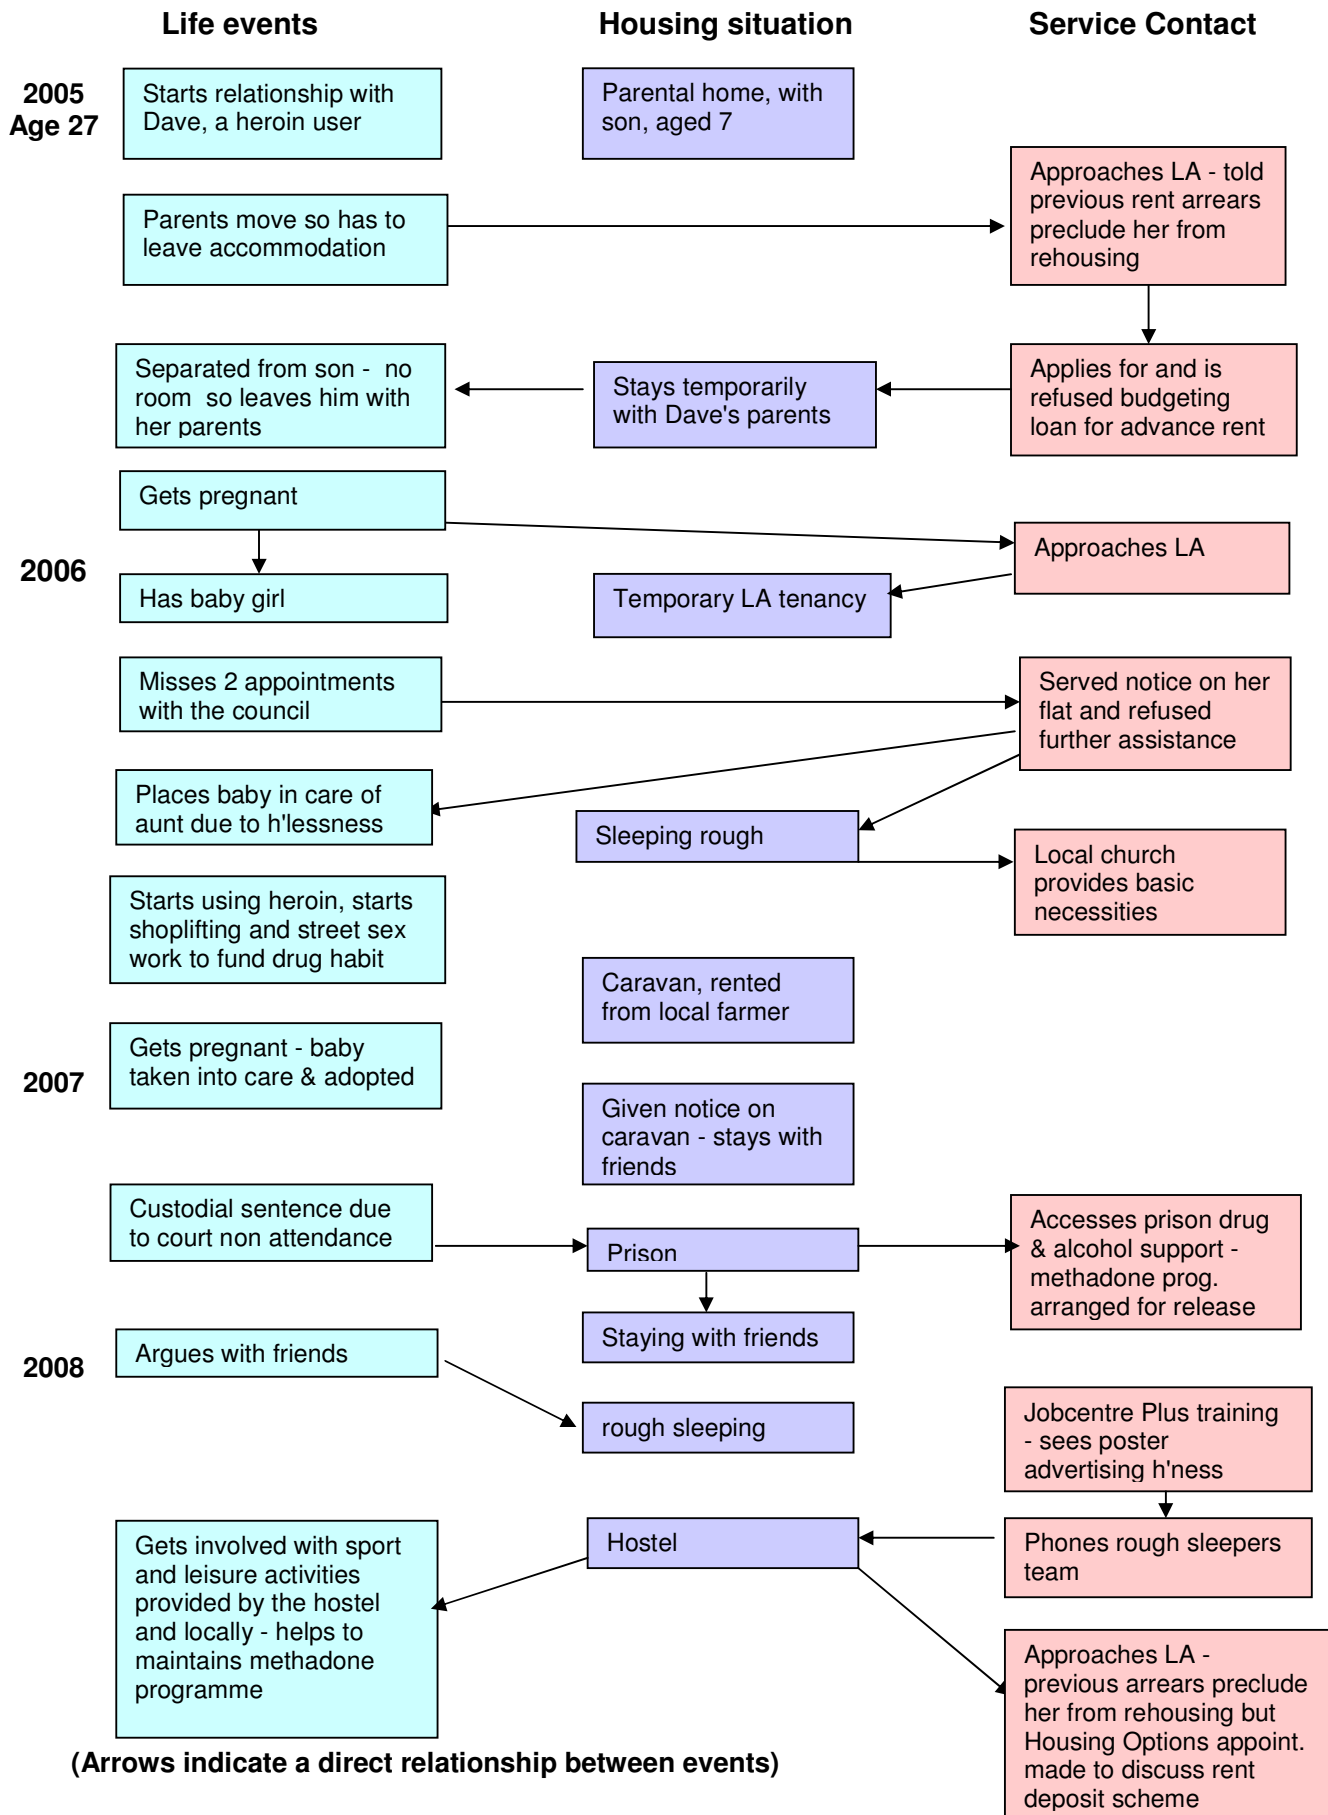 Life events
Housing situation
Service Contact
2005
Age 27
Starts relationship with
Dave, a heroin user
Parental home, with
son, aged 7
Approaches LA - told
previous rent arrears
preclude her from
rehousing
Parents move so has to
leave accommodation
Separated from son -  no
room  so leaves him with
her parents
Stays temporarily
with Dave's parents
Applies for and is
refused budgeting
loan for advance rent
Gets pregnant
Approaches LA
2006
Has baby girl
Temporary LA tenancy
Misses 2 appointments
with the council
Served notice on her
flat and refused
further assistance
Places baby in care of
aunt due to h'lessness
Sleeping rough
Local church
provides basic
necessities
Starts using heroin, starts
shoplifting and street sex
work to fund drug habit
Caravan, rented
from local farmer
2007
Gets pregnant - baby
taken into care & adopted
Given notice on
caravan - stays with
friends
Custodial sentence due
to court non attendance
Prison
Accesses prison drug
& alcohol support -
methadone prog.
arranged for release
Staying with friends
2008
Argues with friends
rough sleeping
Jobcentre Plus training
- sees poster
advertising h'ness
Hostel
Phones rough sleepers
team
Gets involved with sport
and leisure activities
provided by the hostel
and locally - helps to
maintains methadone
programme
Approaches LA -
previous arrears preclude
her from rehousing but
Housing Options appoint.
made to discuss rent
deposit scheme
(Arrows indicate a direct relationship between events)